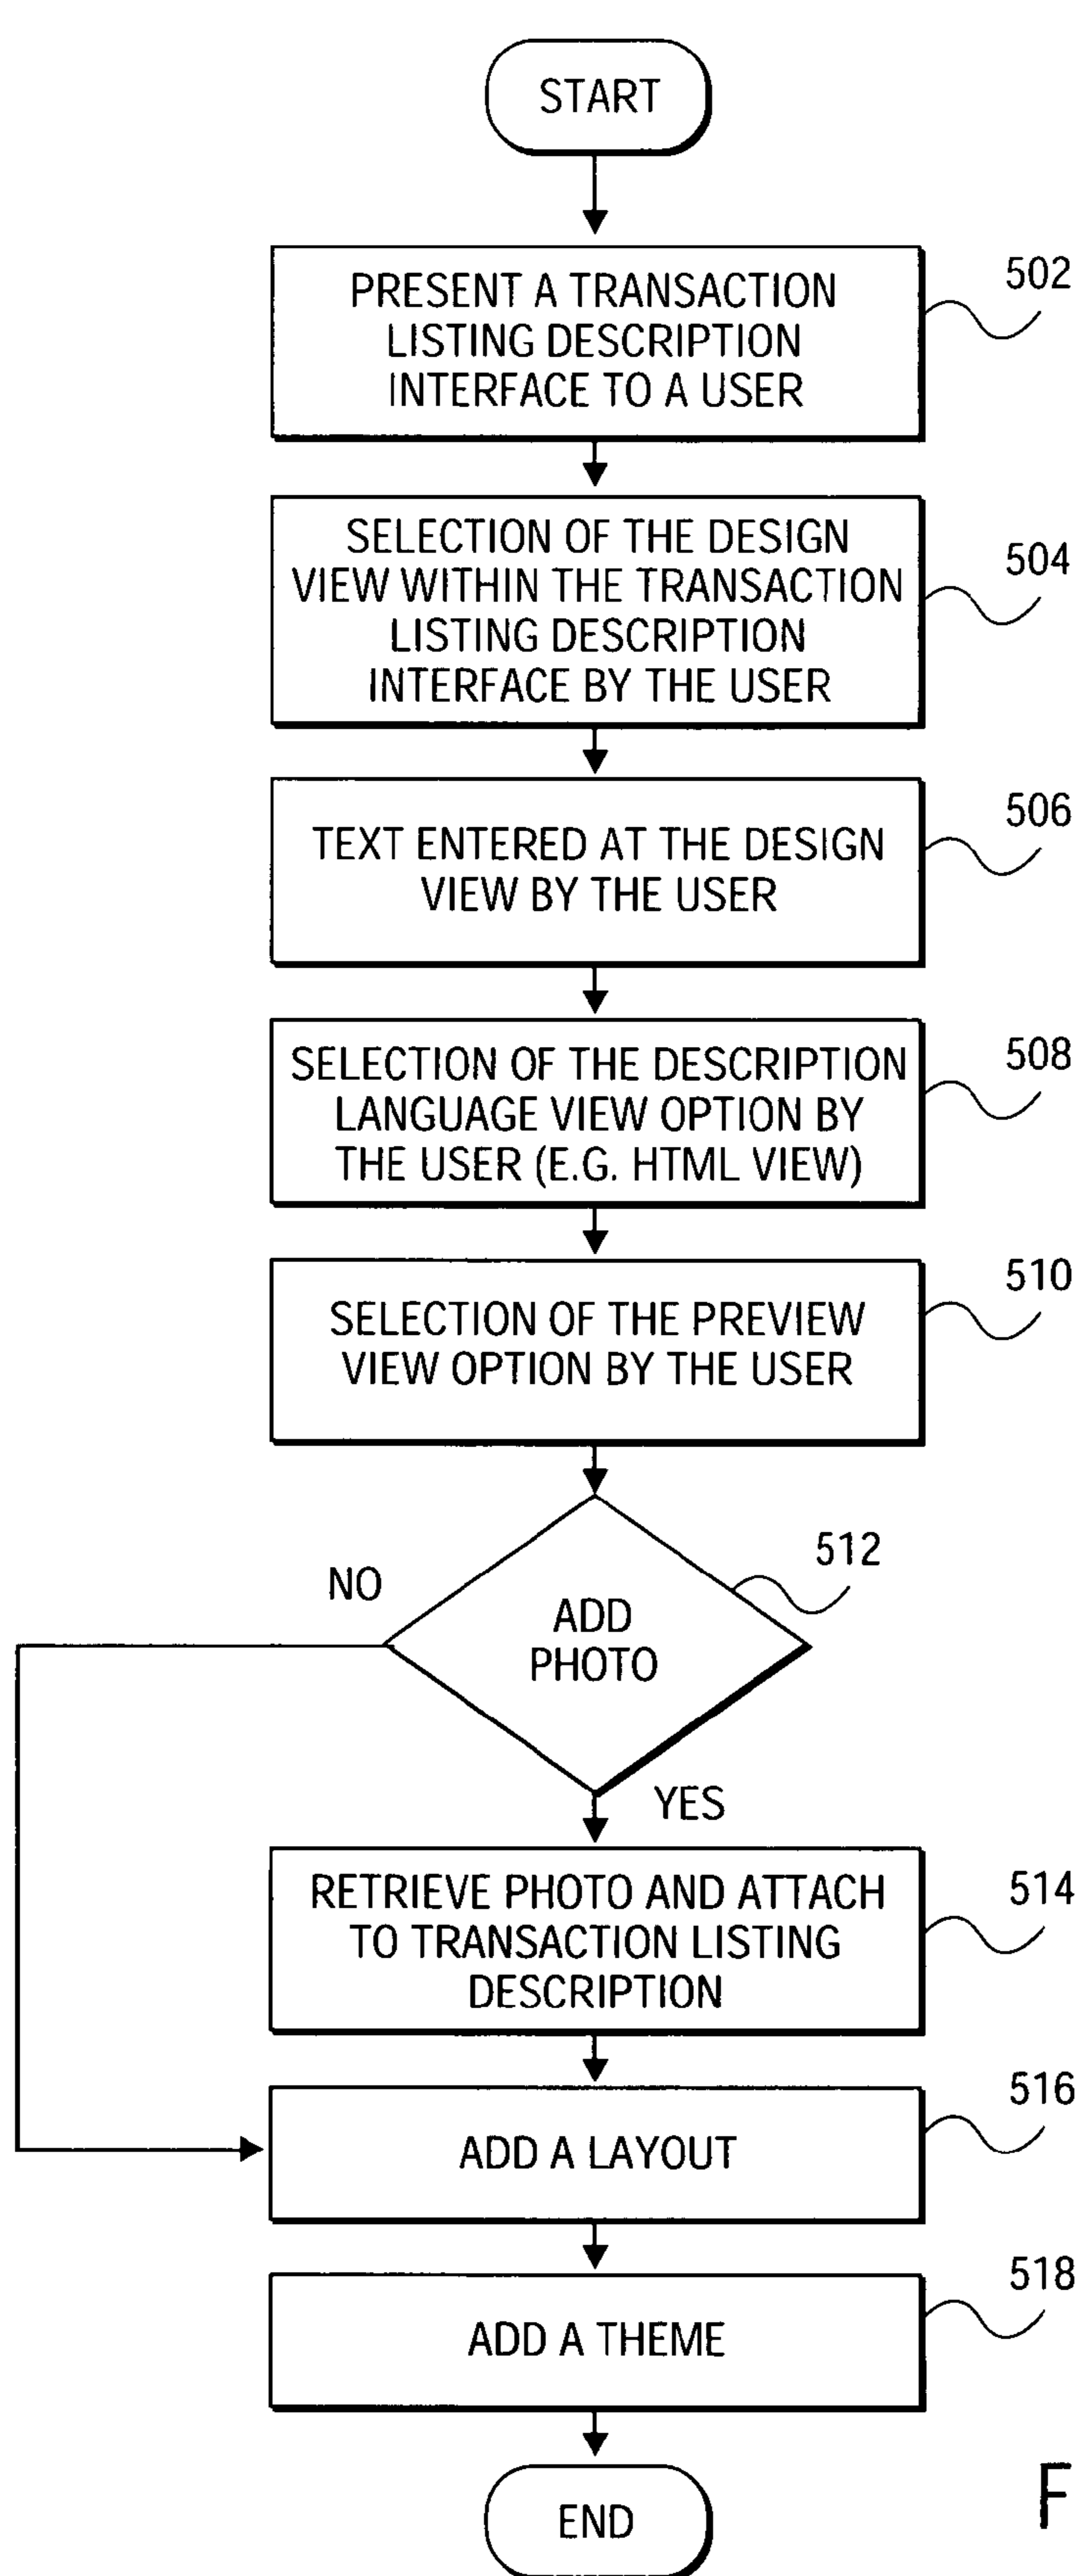 START
PRESENT A TRANSACTION
LISTING DESCRIPTION
INTERFACE TO A USER
502
SELECTION OF THE DESIGN
VIEW WITHIN THE TRANSACTION
LISTING DESCRIPTION
INTERFACE BY THE USER
504
TEXT ENTERED AT THE DESIGN
VIEW BY THE USER
506
SELECTION OF THE DESCRIPTION
LANGUAGE VIEW OPTION BY
THE USER (E.G. HTML VIEW)
508
SELECTION OF THE PREVIEW
VIEW OPTION BY THE USER
510
ADD
PHOTO
512
NO
YES
RETRIEVE PHOTO AND ATTACH
TO TRANSACTION LISTING
DESCRIPTION
514
ADD A LAYOUT
516
ADD A THEME
518
END
F